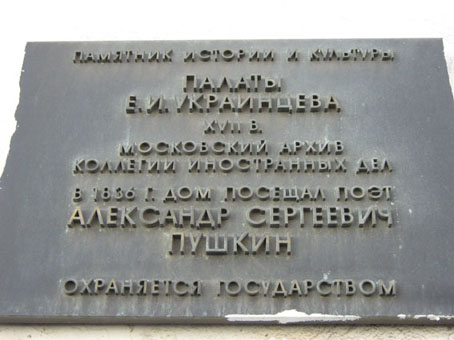 ПАМЯТНИК ИСТОРИИ И КУЛЬТУРЫ
ПАЛАТЫ
Е.И. УКРАИНЦЕВА
XVII В.
МОСКОВСКИЙ АРХИВ
КОЛЛЕГИИ ИНОСТРАННЫХ ДЕЛ
В 1836 Г. ДОМ ПОСЕЩАЛ ПОЭТ
АЛЕКСАНДР СЕРГЕЕВИЧ
ПУШКИН
ОХРАНЯЕТСЯ ГОСУДАРСТВОМ